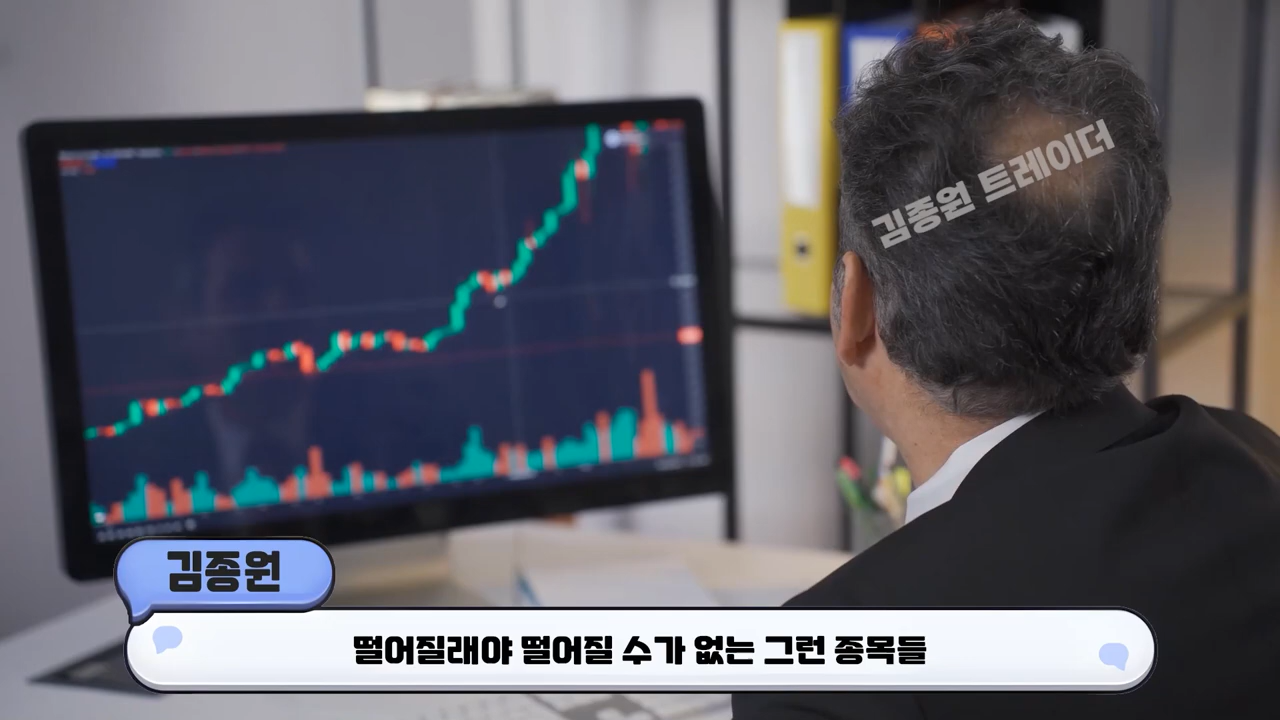 김종원 트레이더
김종원
떨어질래야 떨어질 수가 없는 그런 종목들